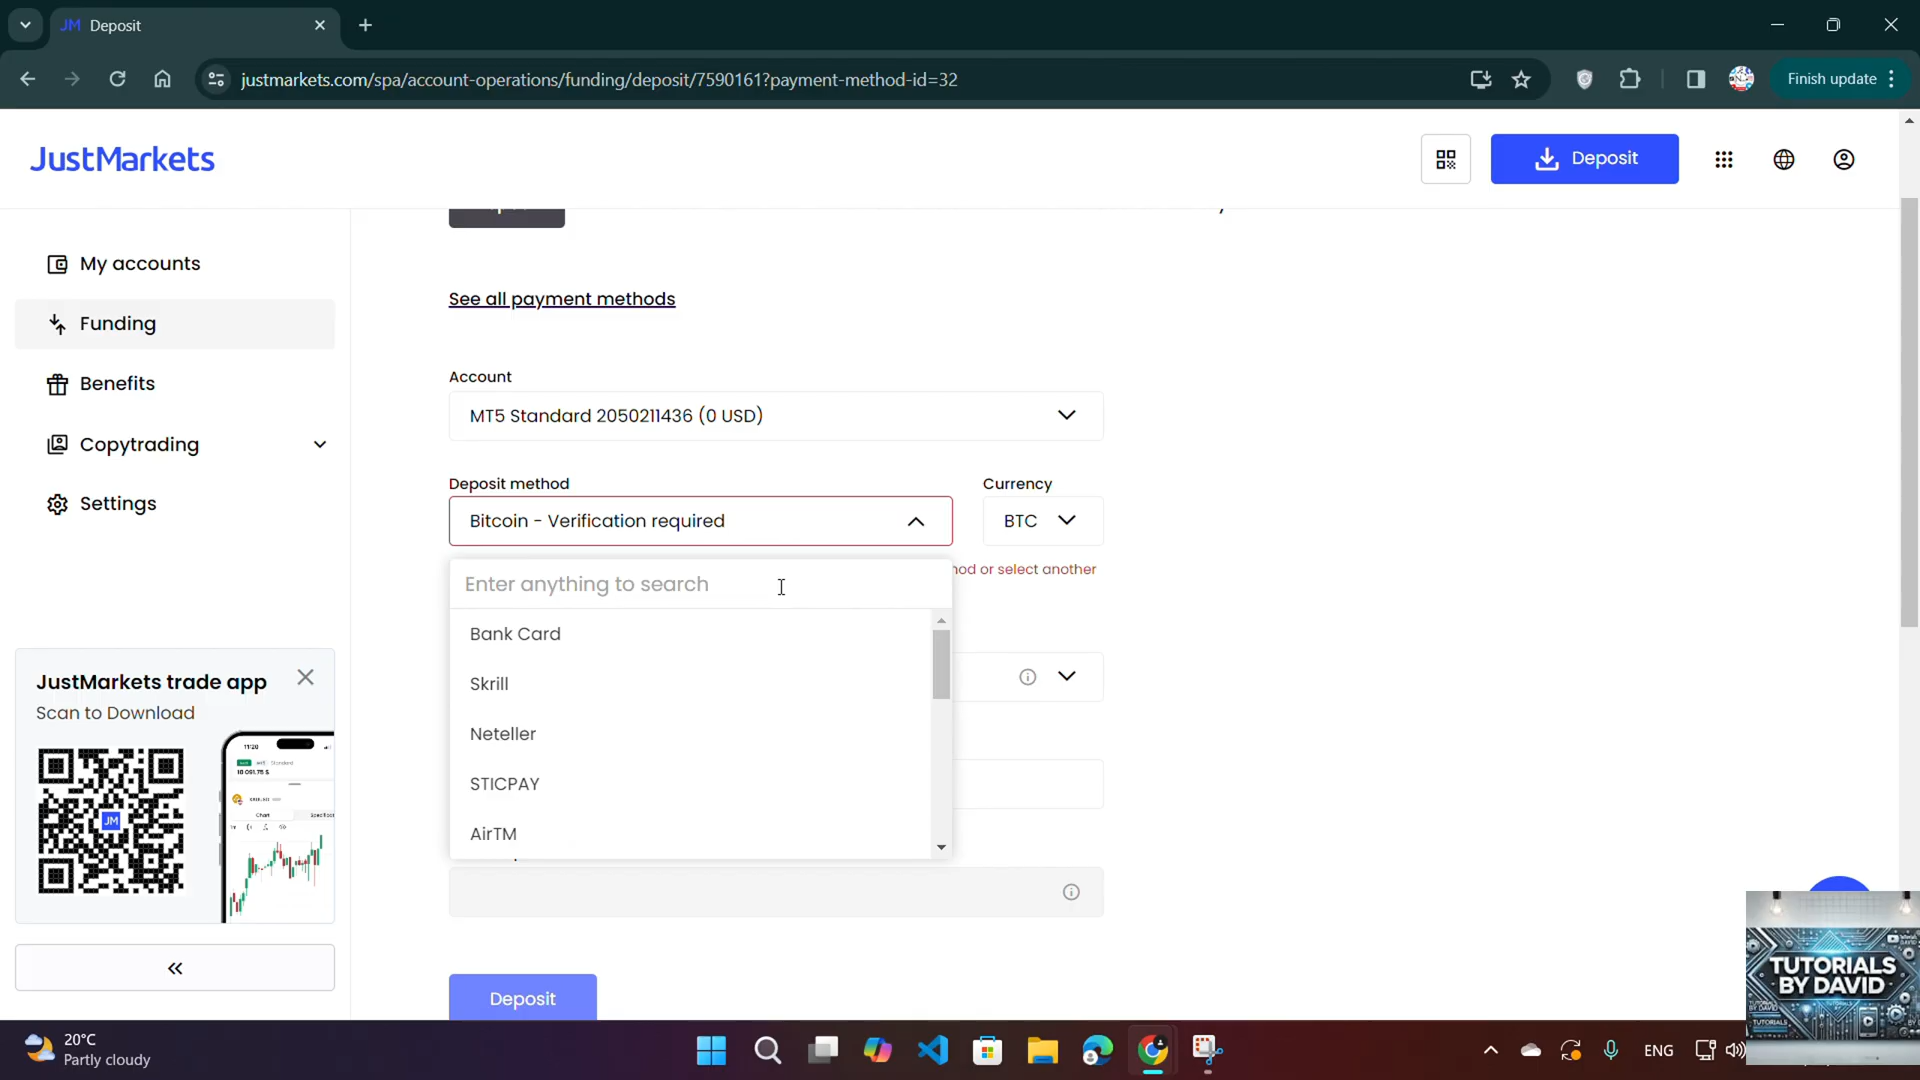 JM Deposit
justmarkets.com/spa/account-operations/funding/deposit/7590161?payment-method-id=32
Finish update
JustMarkets
Deposit
My accounts
Funding
Benefits
Copytrading
Settings
See all payment methods
Account
MT5 Standard 2050211436 (0 USD)
Deposit method
Currency
Bitcoin - Verification required
BTC
Enter anything to search
or select another
Bank Card
Skrill
Neteller
STICPAY
AirTM
Deposit
JustMarkets trade app
Scan to Download
JM
TUTORIALS
BY DAVID
20°C
Partly cloudy
ENG